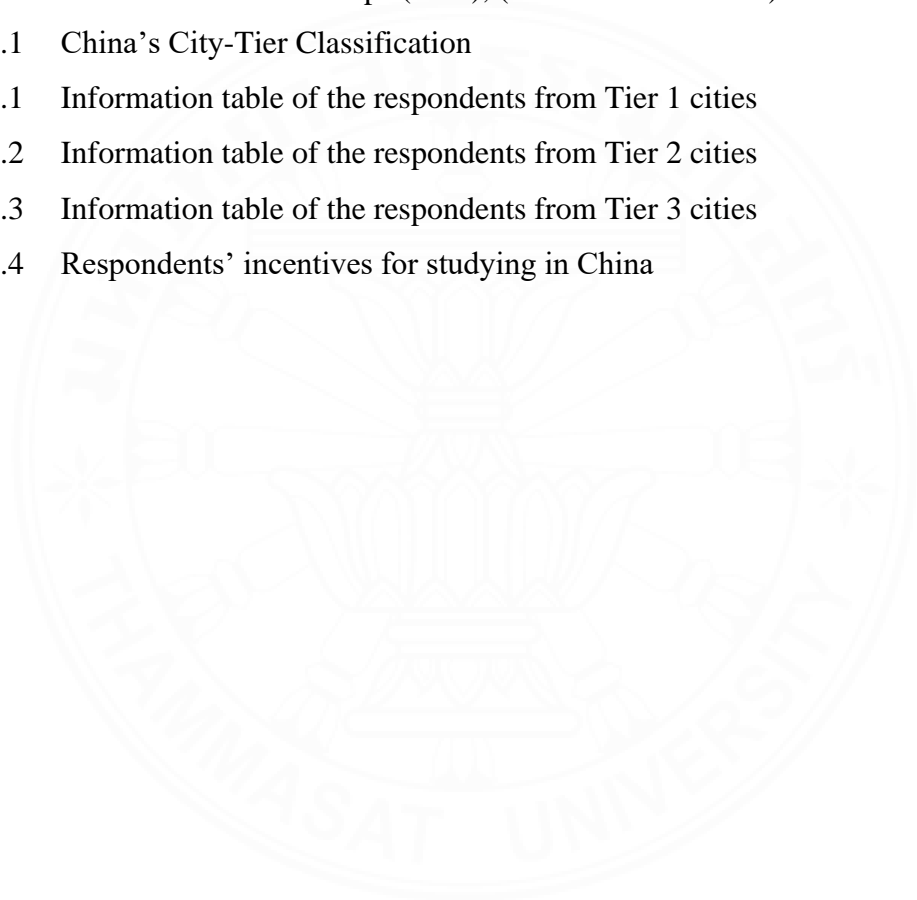 .1 China’s City-Tier Classification
.1 Information table of the respondents from Tier 1 cities
.2 Information table of the respondents from Tier 2 cities
.3 Information table of the respondents from Tier 3 cities
.4 Respondents’ incentives for studying in China
THAMMASAT UNIVERSITY